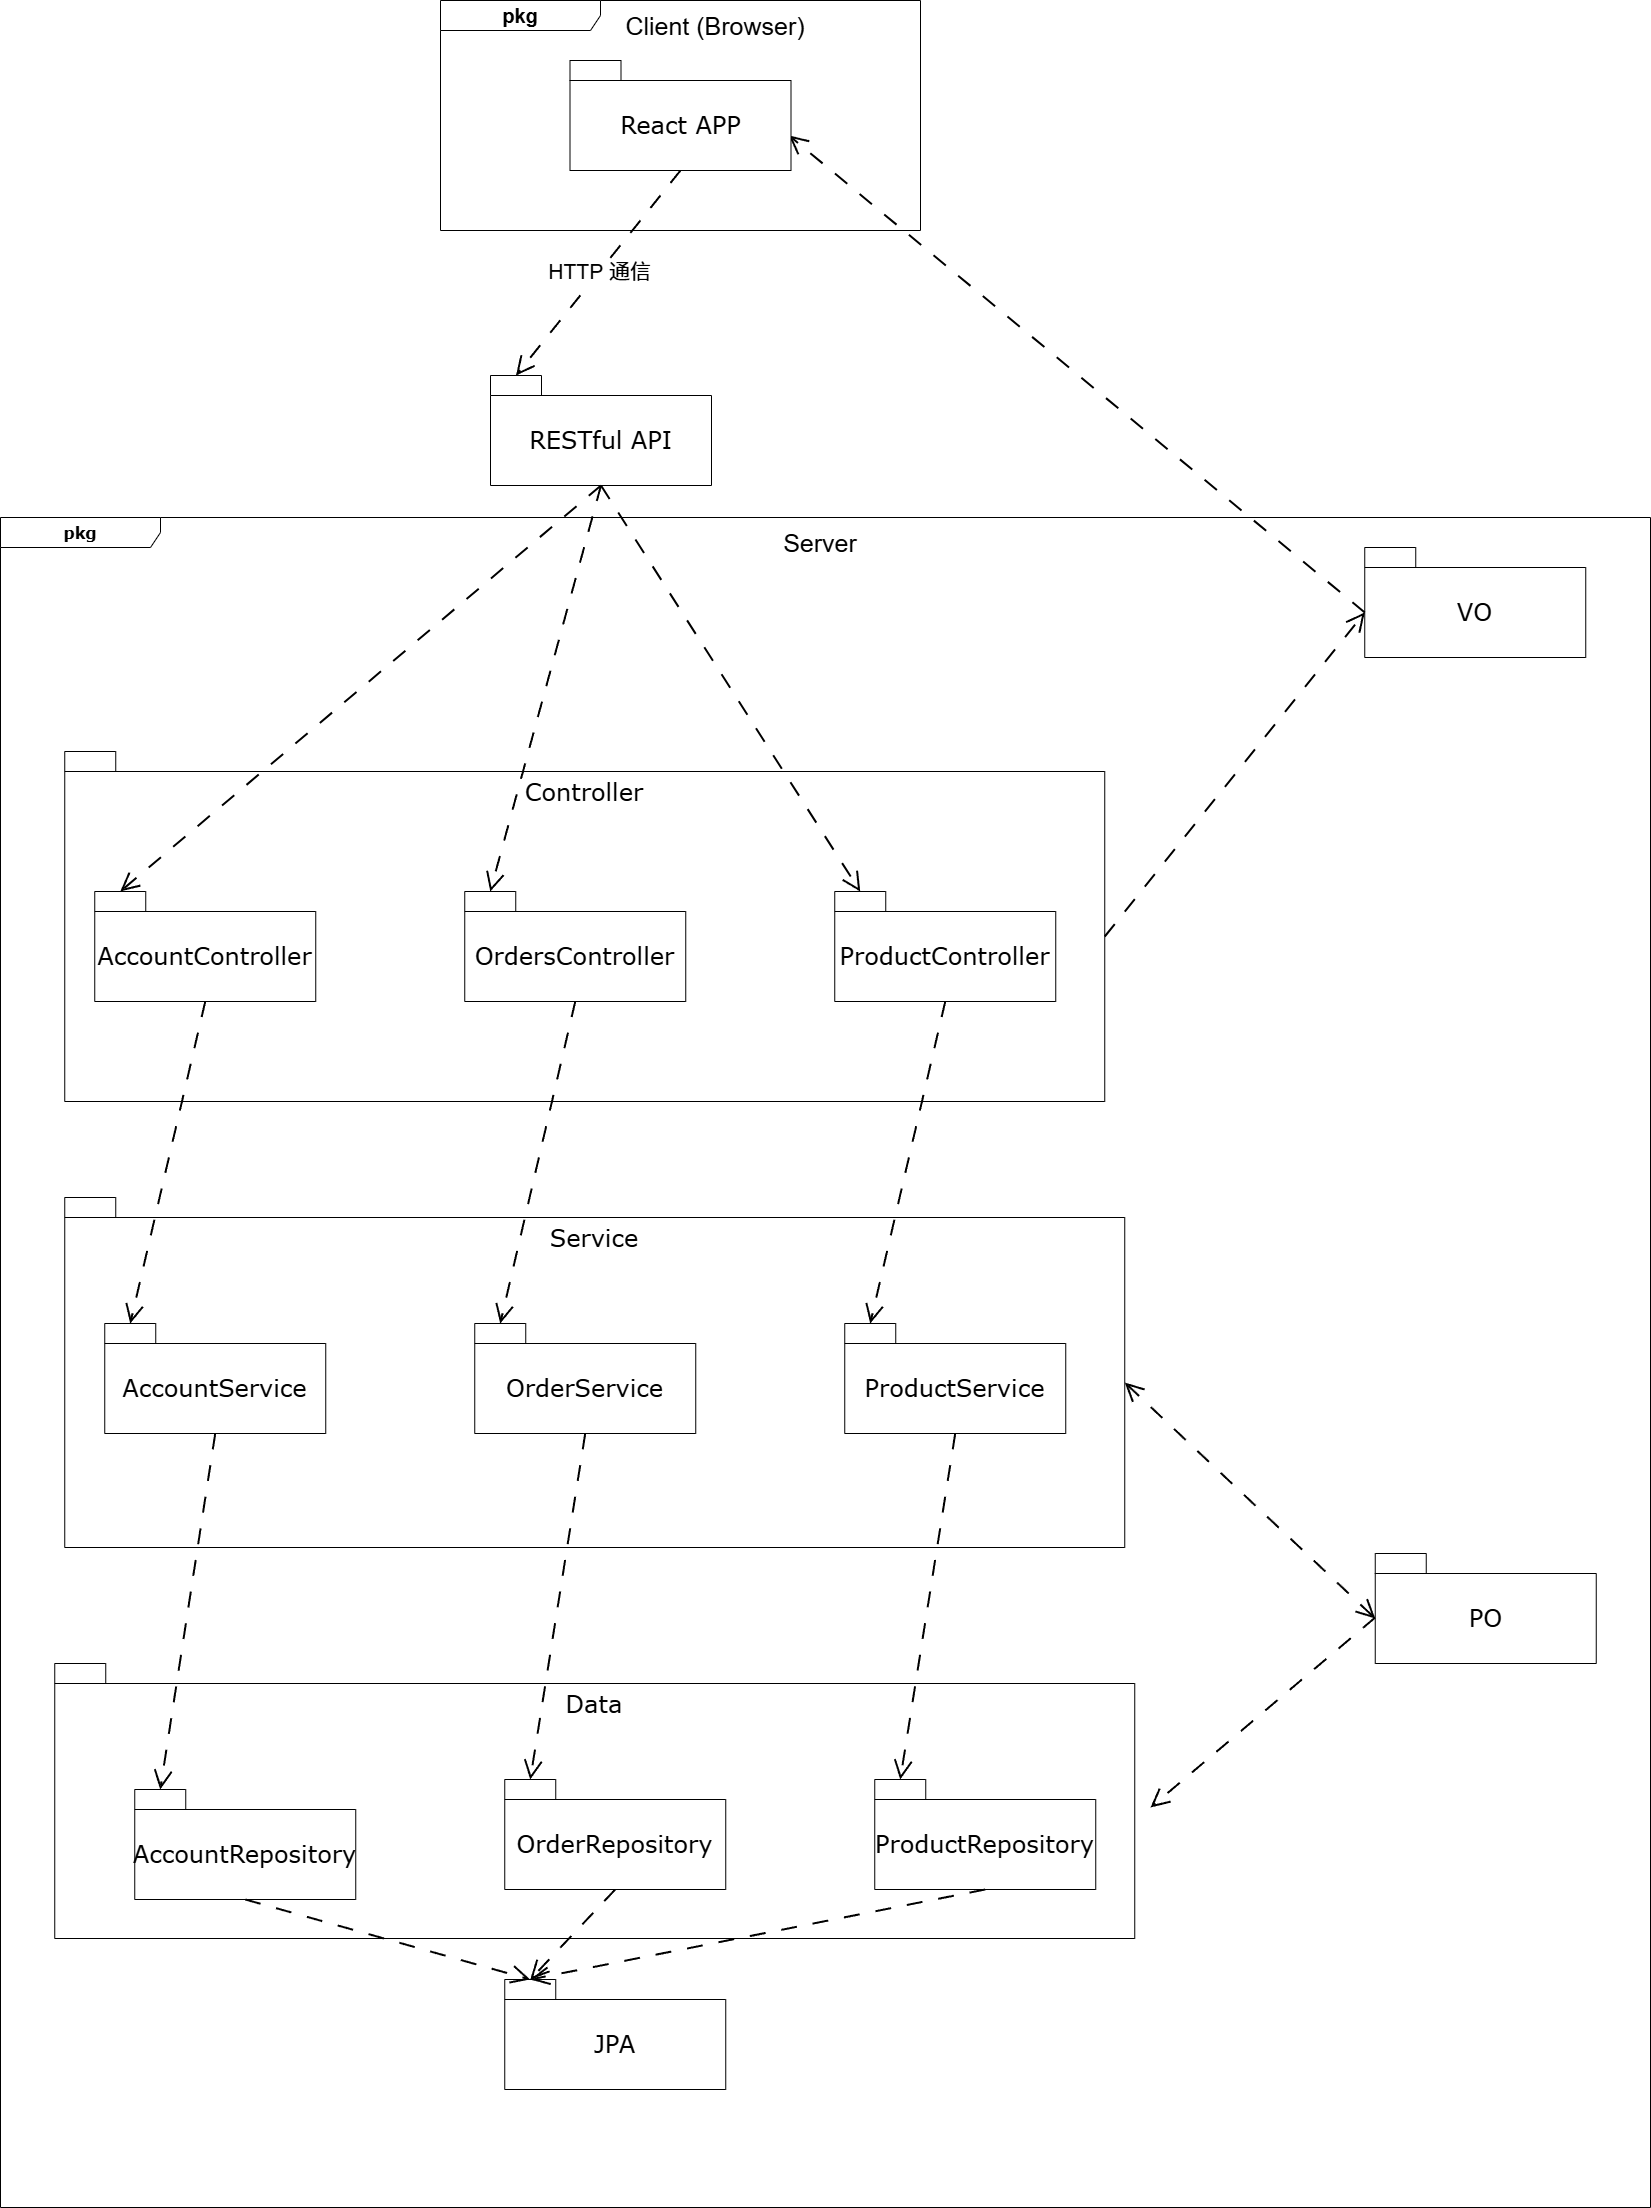 pkg
Client (Browser)
React APP
HTTP 通信
RESTful API
pkg
Server
VO
Controller
AccountController
OrdersController
ProductController
Service
AccountService
OrderService
ProductService
PO
Data
AccountRepository
OrderRepository
ProductRepository
JPA